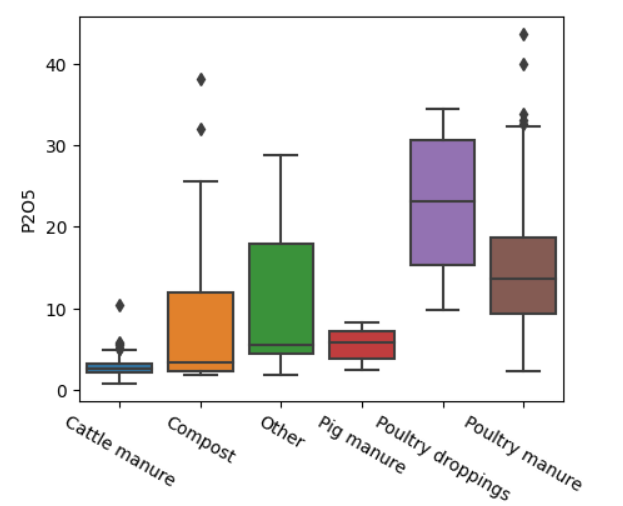 P2O5
40
30
20
10
0
Cattle manure
Compost
Other
Pig manure
Poultry droppings
Poultry manure